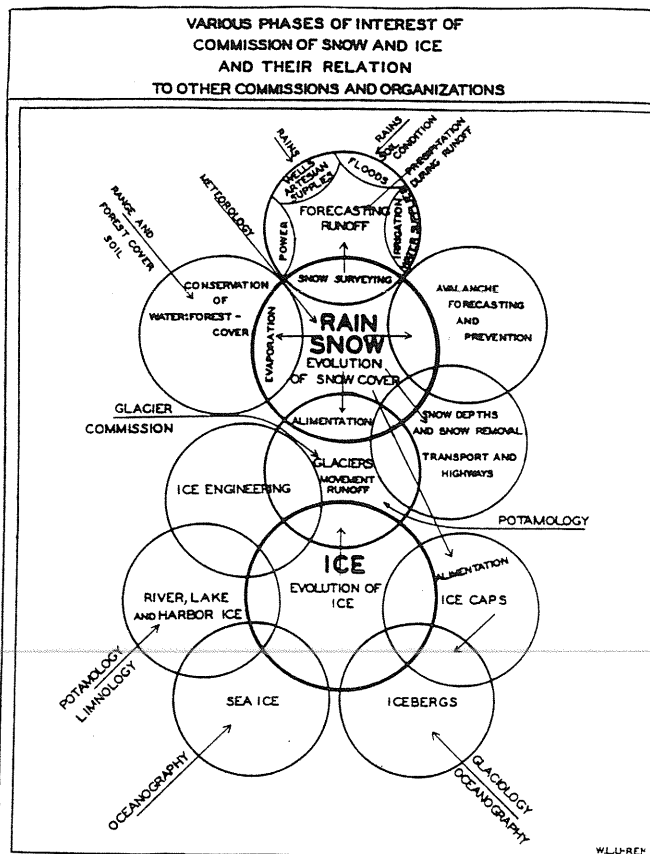 VARIOUS PHASES OF INTEREST OF
COMMISSION OF SNOW AND ICE
AND THEIR RELATION
TO OTHER COMMISSIONS AND ORGANIZATIONS
RAINS
RAINS
SOIL
CONDITION
PRECIPITATION
DURING RUNOFF
WELLS
ARTESIAN
SUPPLIES
FLOODS
METEOROLOGY
FORECASTING
RUNOFF
POWER
IRRIGATION
WATER SUPPLIES
RANGE AND
FOREST COVER
SOIL
SNOW SURVEYING
CONSERVATION
OF
WATER:FOREST-
COVER
EVAPORATION
RAIN
SNOW
EVOLUTION
OF SNOW COVER
AVALANCHE
FORECASTING
AND
PREVENTION
ALIMENTATION
SNOW DEPTHS
AND SNOW REMOVAL
TRANSPORT AND
HIGHWAYS
GLACIER
COMMISSION
GLACIERS
MOVEMENT
RUNOFF
ICE ENGINEERING
POTAMOLOGY
ICE
EVOLUTION OF
ICE
ALIMENTATION
ICE CAPS
RIVER, LAKE
AND HARBOR ICE
POTAMOLOGY
LIMNOLOGY
SEA ICE
ICEBERGS
OCEANOGRAPHY
GLACIOLOGY
OCEANOGRAPHY